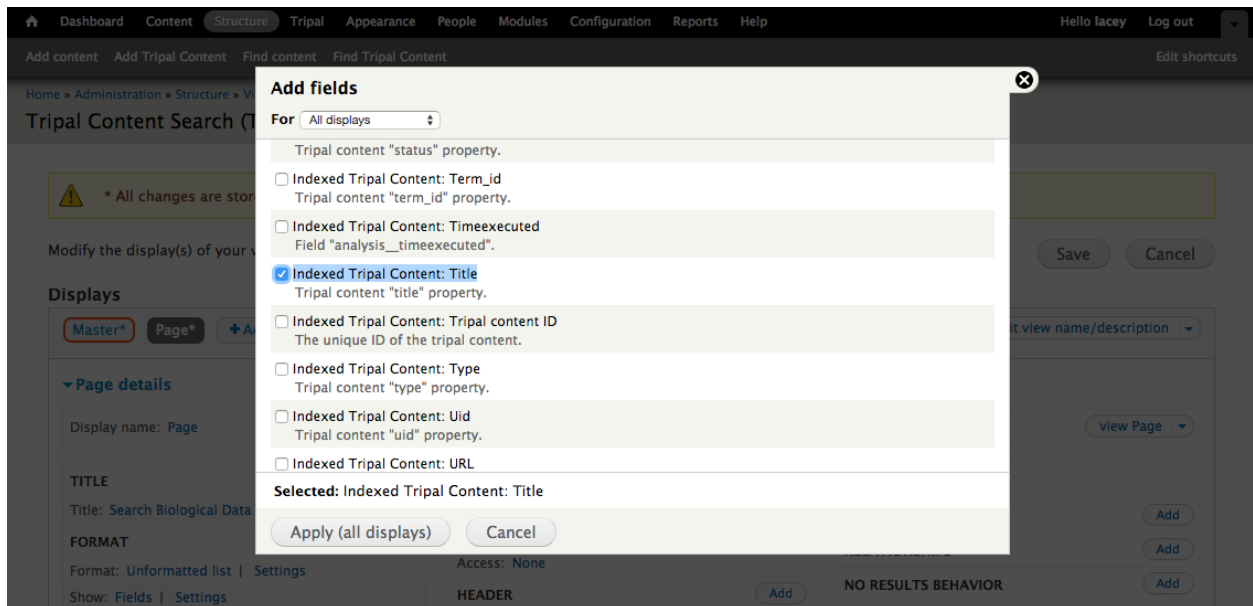 Dashboard Content Structure Tripal Appearance People Modules Configuration Reports Help Hello lacey Log out
Add content Add Tripal Content Find content Find Tripal Content Edit shortcuts
Home » Administration » Structure » Vi
Tripal Content Search (T
Add fields
For All displays
Tripal content "status" property.
Indexed Tripal Content: Term_id
Tripal content "term_id" property.
* All changes are stor
Indexed Tripal Content: Timeexecuted
Field "analysis__timeexecuted".
Modify the display(s) of your v
Save Cancel
Indexed Tripal Content: Title
Tripal content "title" property.
Displays
Indexed Tripal Content: Tripal content ID
The unique ID of the tripal content.
Master* Page* + A
it view name/description
Indexed Tripal Content: Type
Tripal content "type" property.
Page details
Indexed Tripal Content: Uid
Tripal content "uid" property.
Display name: Page
view Page
Indexed Tripal Content: URL
TITLE
Selected: Indexed Tripal Content: Title
Title: Search Biological Data
Add
Apply (all displays) Cancel
FORMAT
Add
Format: Unformatted list | Settings
Access: None
Show: Fields | Settings
HEADER Add
NO RESULTS BEHAVIOR Add